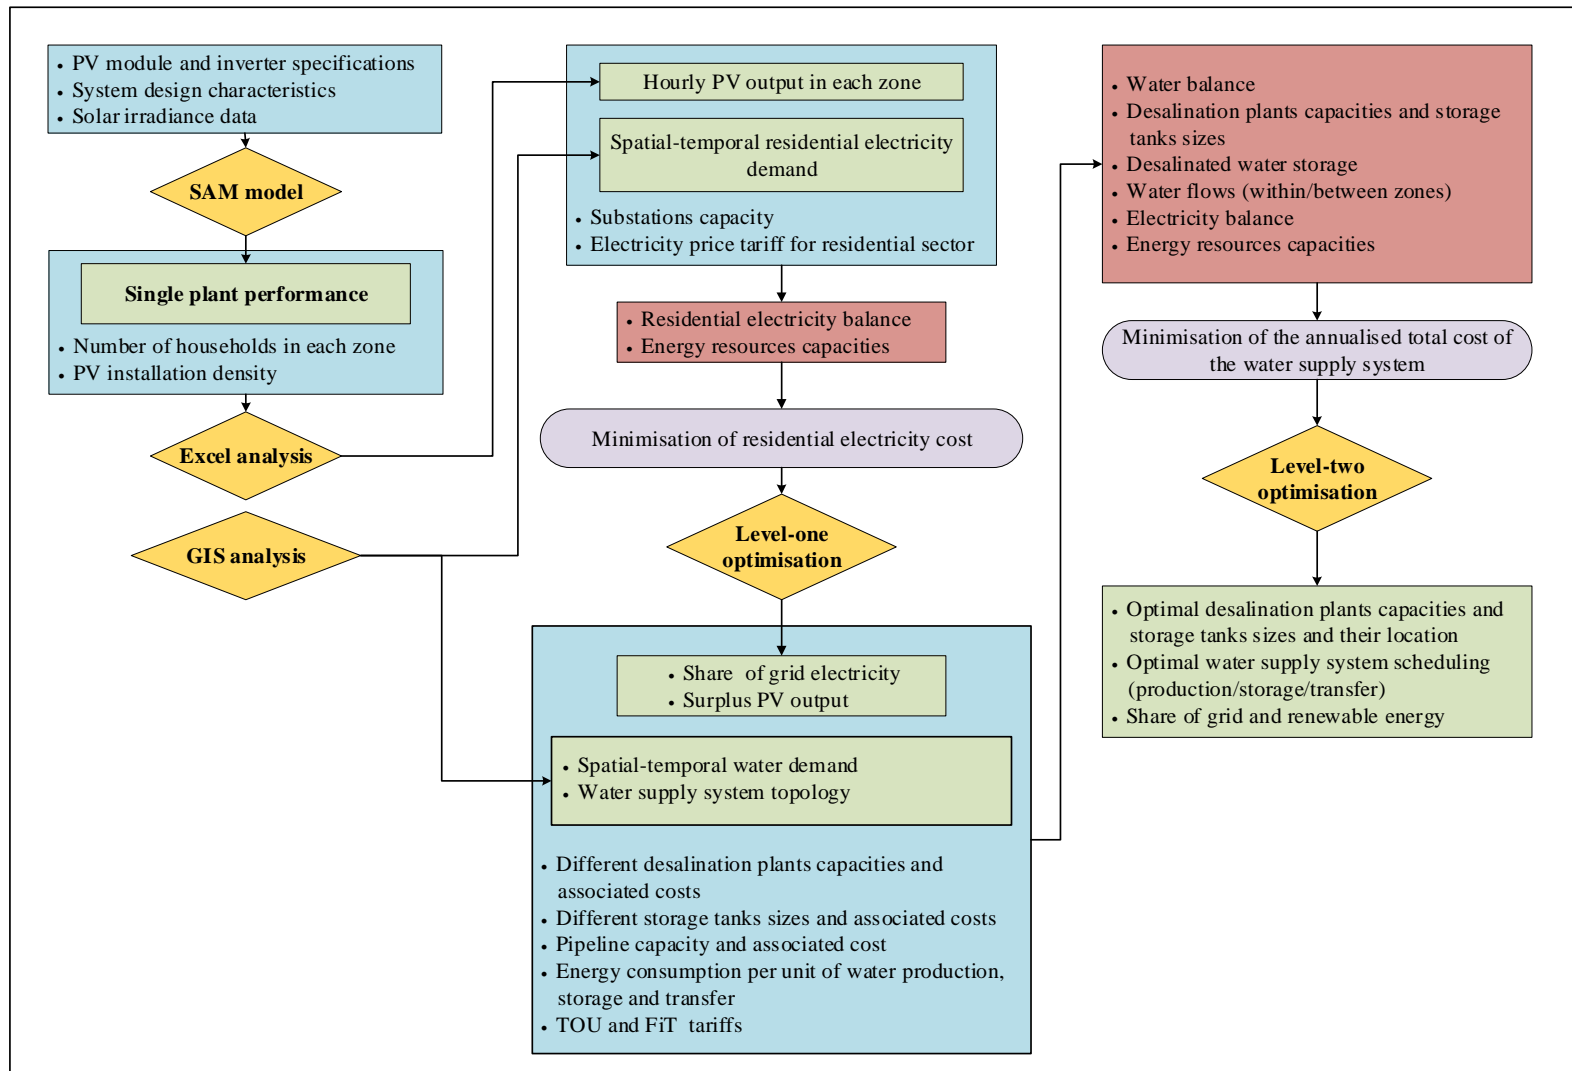 • PV module and inverter specifications
• System design characteristics
• Solar irradiance data
SAM model
Single plant performance
• Number of households in each zone
• PV installation density
Excel analysis
GIS analysis
Hourly PV output in each zone
Spatial-temporal residential electricity
demand
• Substations capacity
• Electricity price tariff for residential sector
• Residential electricity balance
• Energy resources capacities
Minimisation of residential electricity cost
Level-one
optimisation
• Share of grid electricity
• Surplus PV output
• Spatial-temporal water demand
• Water supply system topology
• Different desalination plants capacities and
associated costs
• Different storage tanks sizes and associated costs
• Pipeline capacity and associated cost
• Energy consumption per unit of water production,
storage and transfer
• TOU and FiT tariffs
• Water balance
• Desalination plants capacities and storage
tanks sizes
• Desalinated water storage
• Water flows (within/between zones)
• Electricity balance
• Energy resources capacities
Minimisation of the annualised total cost of
the water supply system
Level-two
optimisation
• Optimal desalination plants capacities and
storage tanks sizes and their location
• Optimal water supply system scheduling
(production/storage/transfer)
• Share of grid and renewable energy